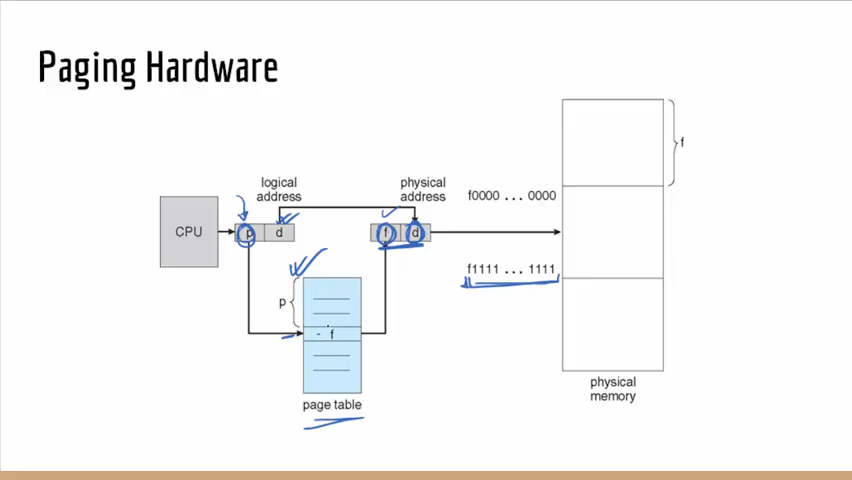 Paging Hardware
logical
address
physical
address
CPU
p
d
f
d
f0000 ... 0000
f1111 ... 1111
f
p
f
page table
physical
memory